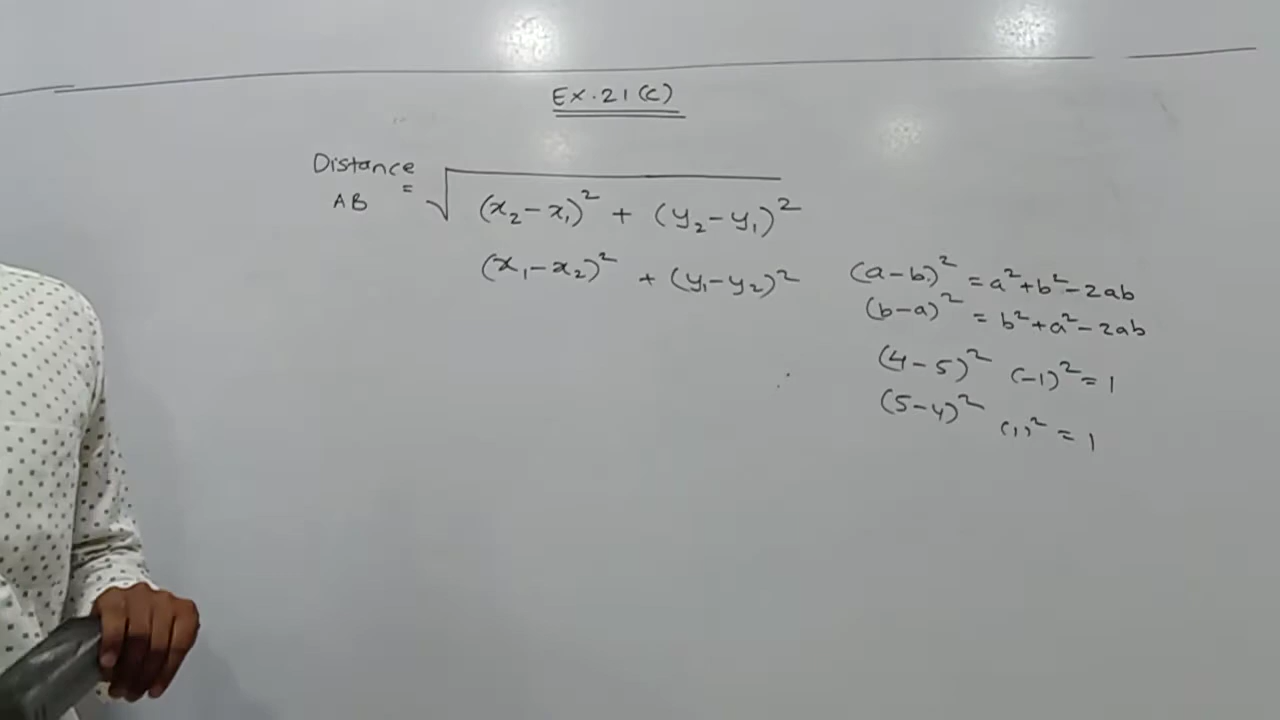 Ex.21(c)
Distance
AB = √(x₂-x₁)² + (y₂-y₁)²
(x₁-x₂)² + (y₁-y₂)²
(a-b)² = a²+b²-2ab
(b-a)² = b²+a²-2ab
(4-5)² (-1)² = 1
(5-4)² (1)² = 1